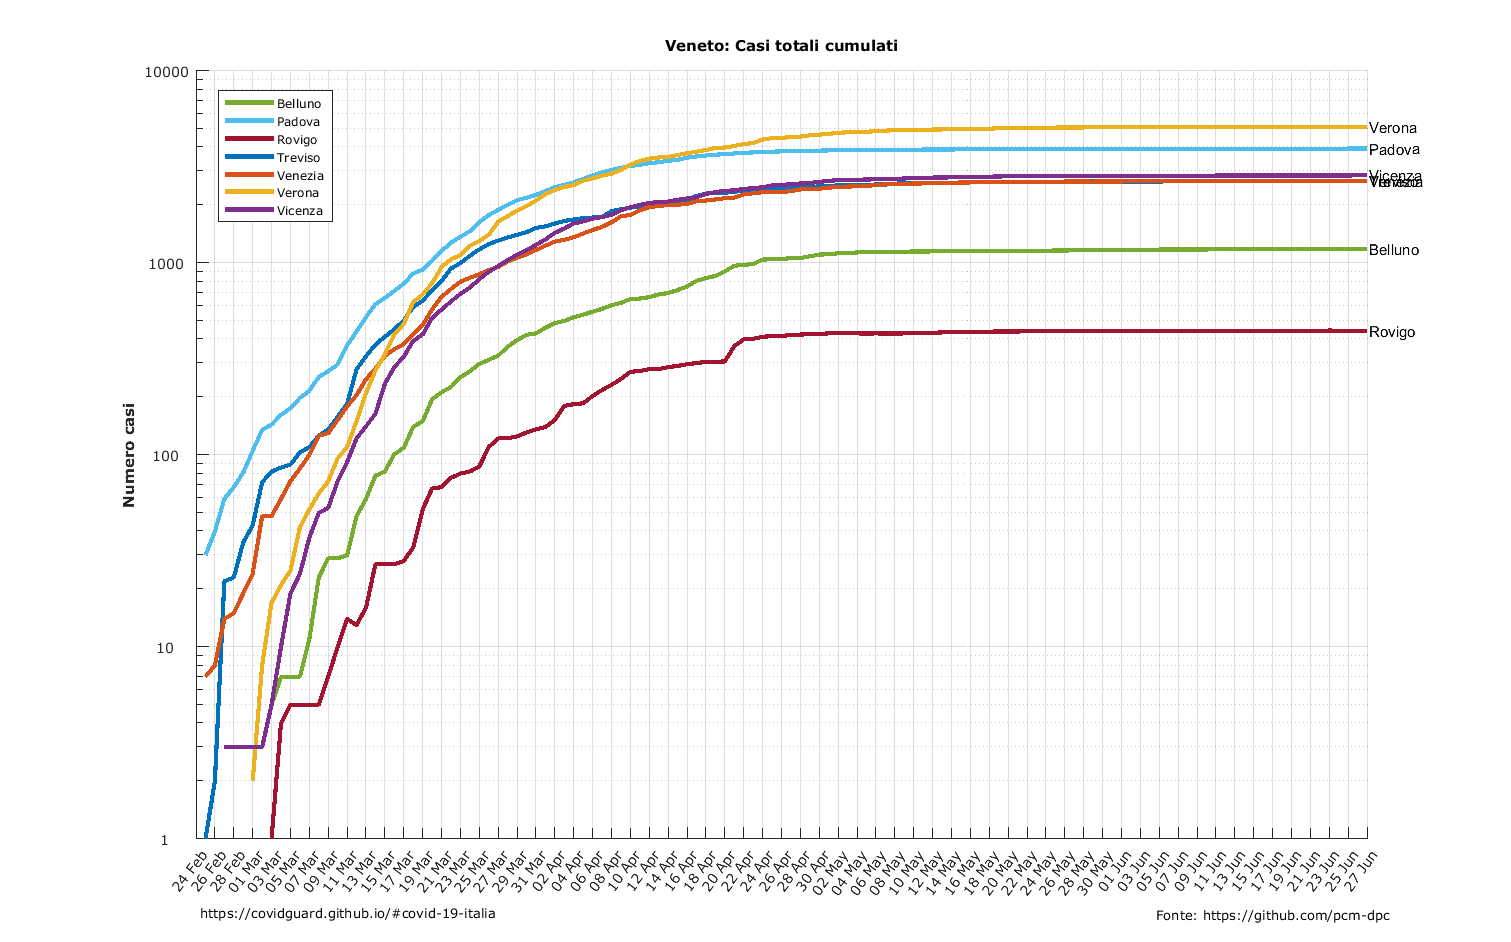 Veneto: Casi totali cumulati
10000
1000
100
10
1
Numero casi
Belluno
Padova
Rovigo
Treviso
Venezia
Verona
Vicenza
Verona
Padova
Vicenza
Belluno
Rovigo
24 Feb
26 Feb
28 Feb
01 Mar
03 Mar
05 Mar
07 Mar
09 Mar
11 Mar
13 Mar
15 Mar
17 Mar
19 Mar
21 Mar
23 Mar
25 Mar
27 Mar
29 Mar
31 Mar
02 Apr
04 Apr
06 Apr
08 Apr
10 Apr
12 Apr
14 Apr
16 Apr
18 Apr
20 Apr
22 Apr
24 Apr
26 Apr
28 Apr
30 Apr
02 May
04 May
06 May
08 May
10 May
12 May
14 May
16 May
18 May
20 May
22 May
24 May
26 May
28 May
30 May
01 Jun
03 Jun
05 Jun
07 Jun
09 Jun
11 Jun
13 Jun
15 Jun
17 Jun
19 Jun
21 Jun
23 Jun
25 Jun
27 Jun
https://covidguard.github.io/#covid-19-italia
Fonte: https://github.com/pcm-dpc